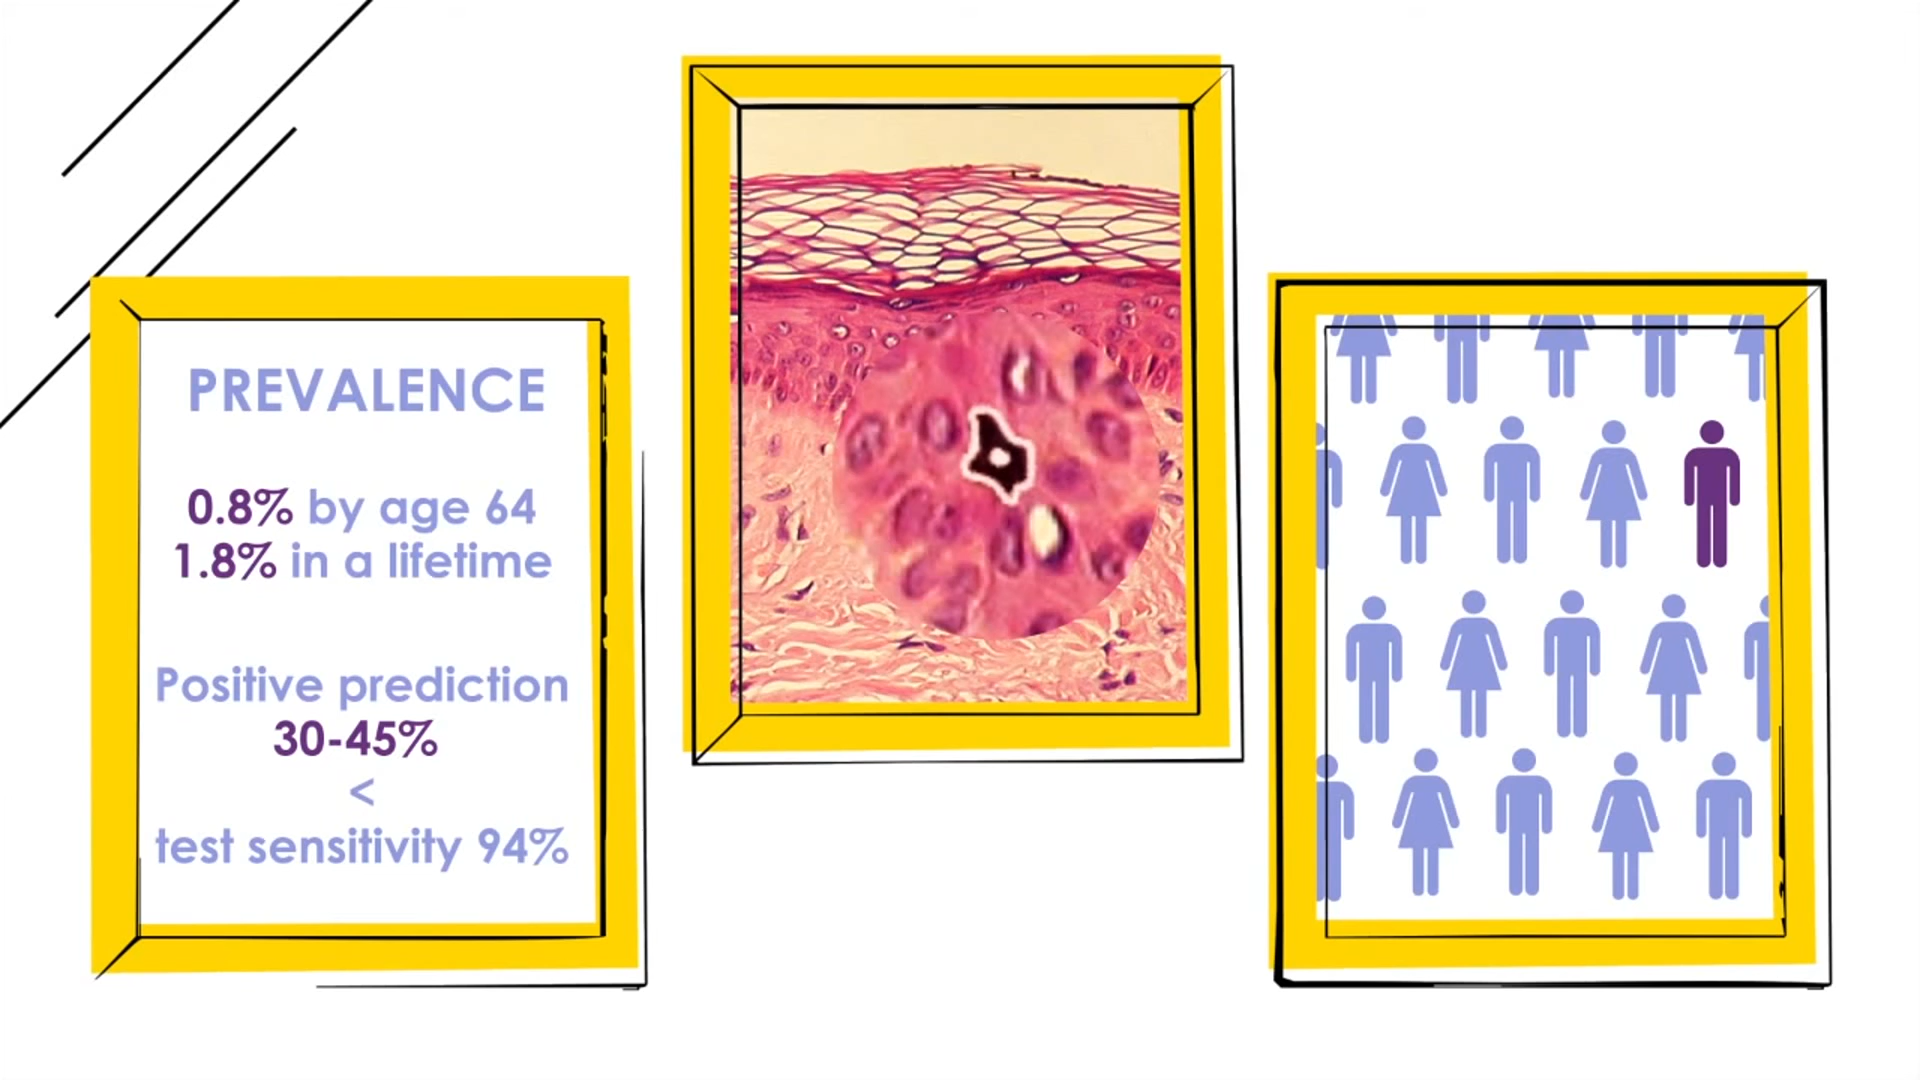 PREVALENCE
0.8% by age 64
1.8% in a lifetime
Positive prediction
30-45%
<
test sensitivity 94%